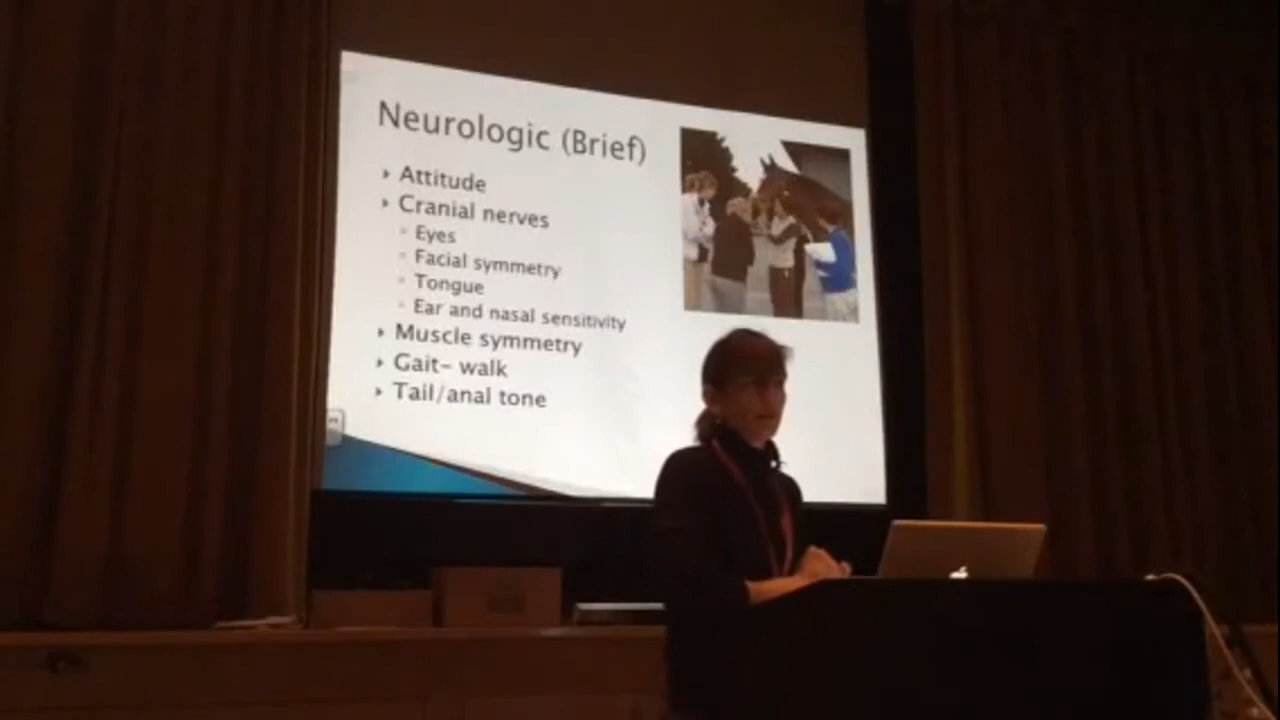 Neurologic (Brief)
Attitude
Cranial nerves
Eyes
Facial symmetry
Tongue
Ear and nasal sensitivity
Muscle symmetry
Gait- walk
Tail/anal tone